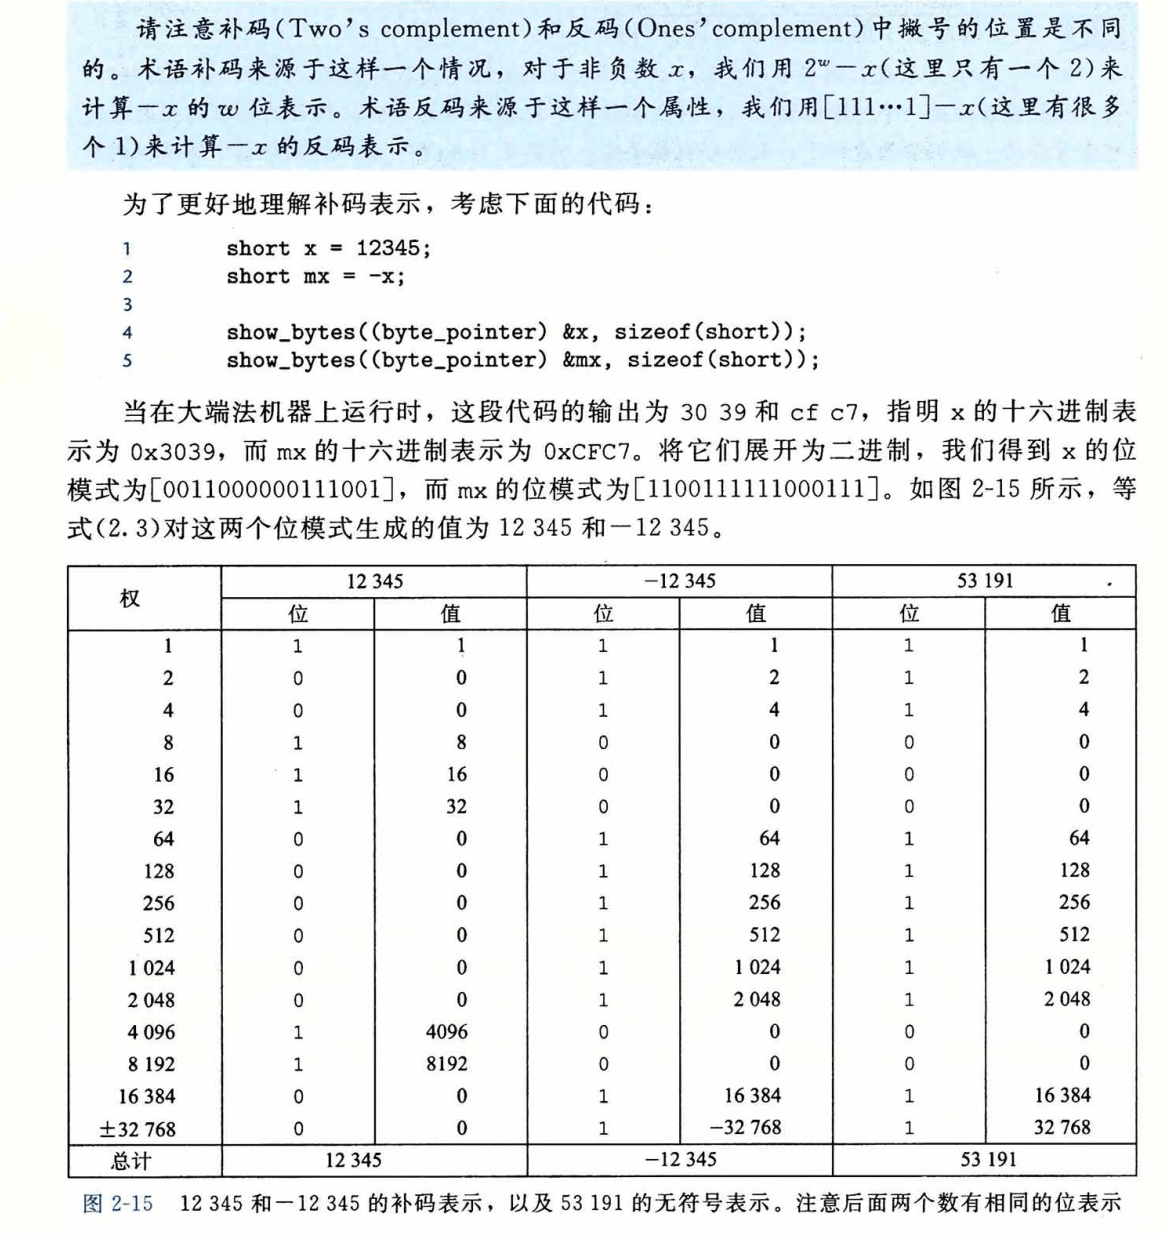 请注意补码(Two's complement)和反码(Ones'complement)中撇号的位置是不同
的。术语补码来源于这样一个情况，对于非负数 x，我们用 2ʷ－x(这里只有一个 2)来
计算－x 的 w 位表示。术语反码来源于这样一个属性，我们用[111…1]－x(这里有很多
个 1)来计算－x 的反码表示。
为了更好地理解补码表示，考虑下面的代码：
1 short x = 12345;
2 short mx = -x;
3
4 show_bytes((byte_pointer) &x, sizeof(short));
5 show_bytes((byte_pointer) &mx, sizeof(short));
当在大端法机器上运行时，这段代码的输出为 30 39 和 cf c7，指明 x 的十六进制表
示为 0x3039，而 mx 的十六进制表示为 0xCFC7。将它们展开为二进制，我们得到 x 的位
模式为[0011000000111001]，而 mx 的位模式为[1100111111000111]。如图 2-15 所示，等
式(2.3)对这两个位模式生成的值为 12 345 和－12 345。
权 12 345 －12 345 53 191
位 值 位 值 位 值
1 1 1 1 1 1 1
2 0 0 1 2 1 2
4 0 0 1 4 1 4
8 1 8 0 0 0 0
16 1 16 0 0 0 0
32 1 32 0 0 0 0
64 0 0 1 64 1 64
128 0 0 1 128 1 128
256 0 0 1 256 1 256
512 0 0 1 512 1 512
1 024 0 0 1 1 024 1 1 024
2 048 0 0 1 2 048 1 2 048
4 096 1 4096 0 0 0 0
8 192 1 8192 0 0 0 0
16 384 0 0 1 16 384 1 16 384
±32 768 0 0 1 －32 768 1 32 768
总计 12 345 －12 345 53 191
图 2-15 12 345 和－12 345 的补码表示，以及 53 191 的无符号表示。注意后面两个数有相同的位表示